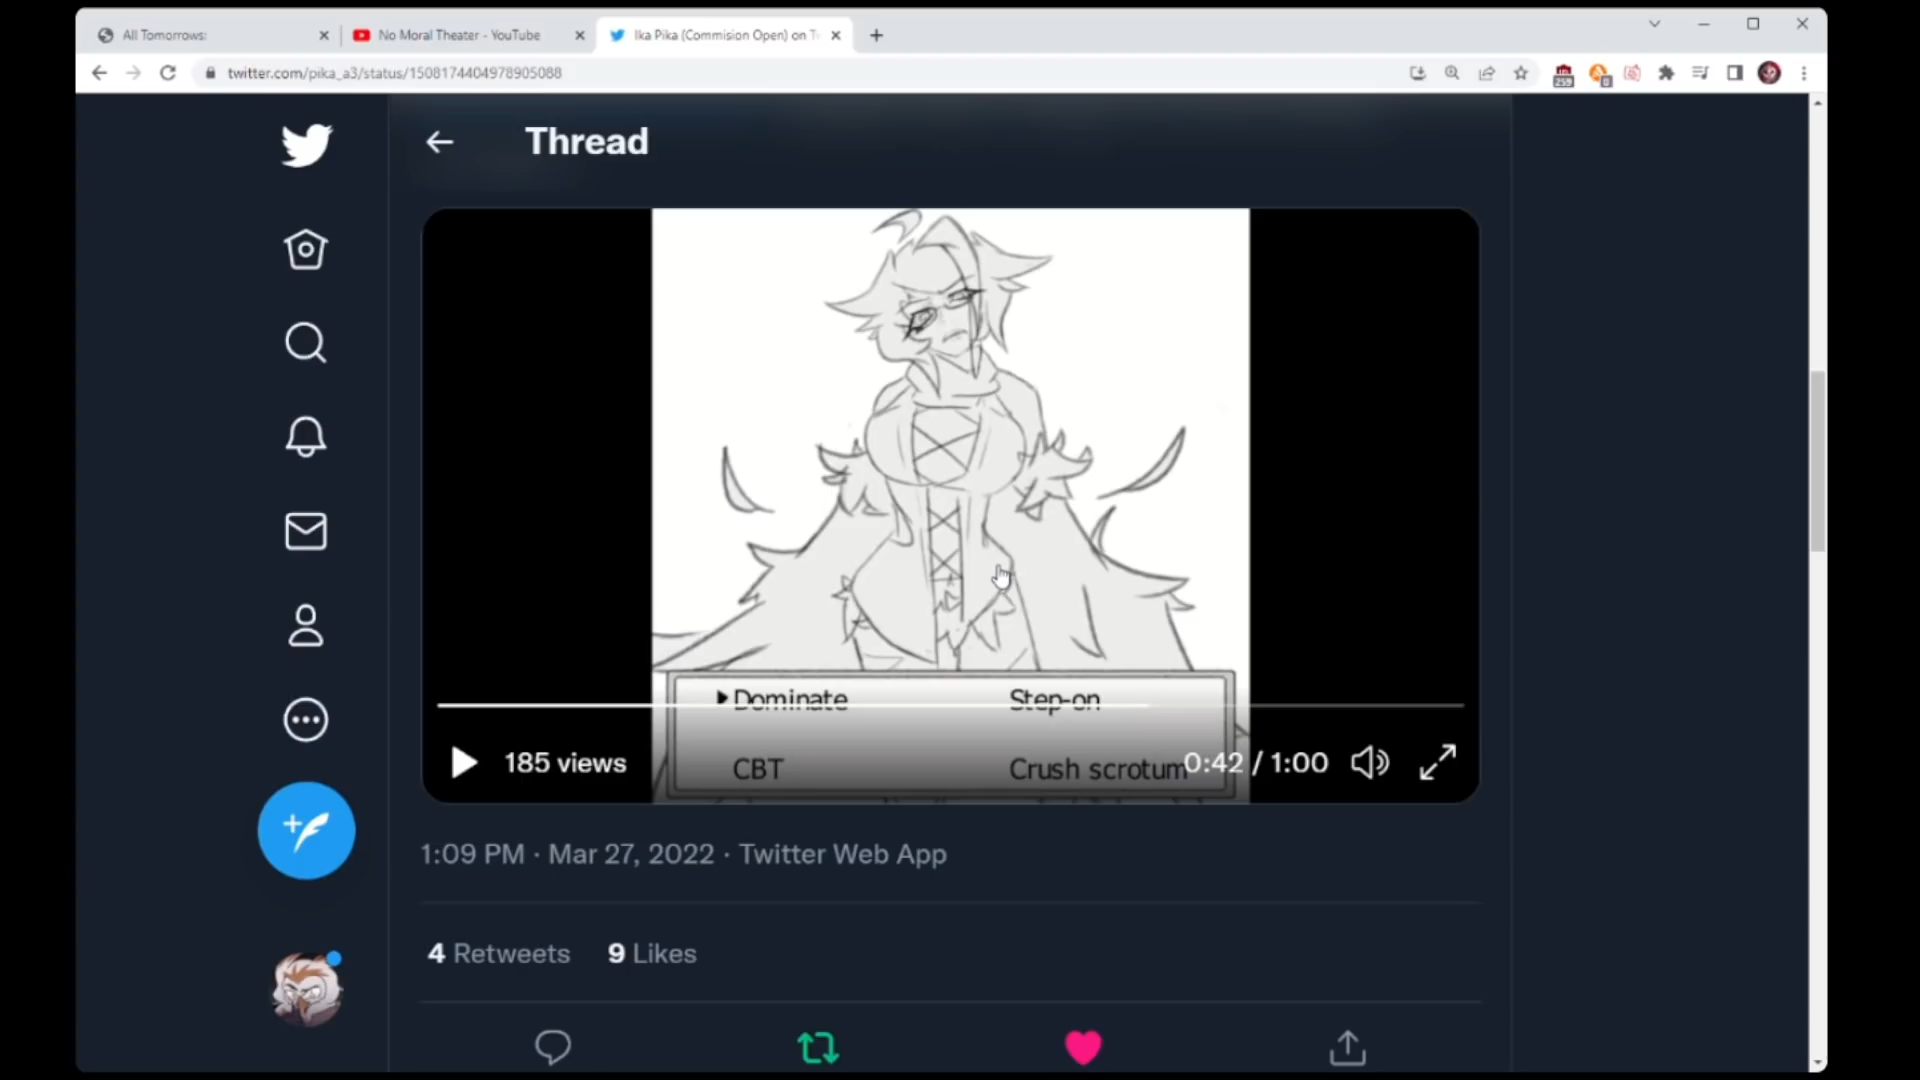 All Tomorrows:
No Moral Theater - YouTube
Ika Pika (Commision Open) on T
twitter.com/pika_a3/status/1508174404978905088
259
0
Thread
Dominate Step-on
CBT Crush scrotum
185 views
0:42 / 1:00
1:09 PM · Mar 27, 2022 · Twitter Web App
4 Retweets 9 Likes